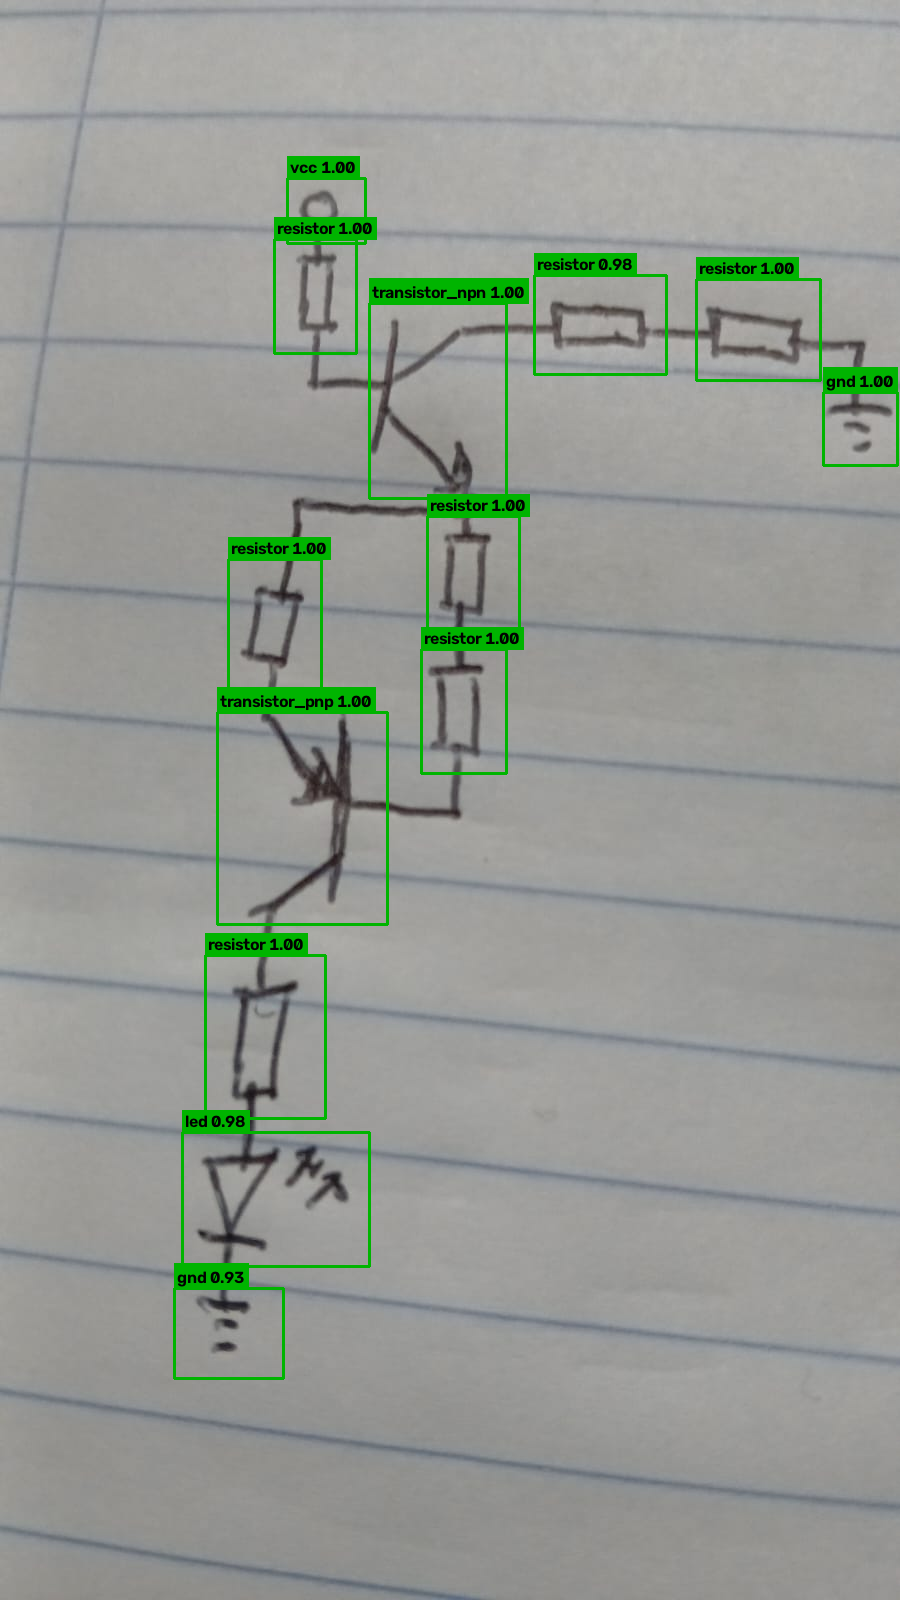 vcc 1.00
resistor 1.00
transistor_npn 1.00
resistor 0.98
resistor 1.00
gnd 1.00
resistor 1.00
resistor 1.00
resistor 1.00
transistor_pnp 1.00
resistor 1.00
led 0.98
gnd 0.93